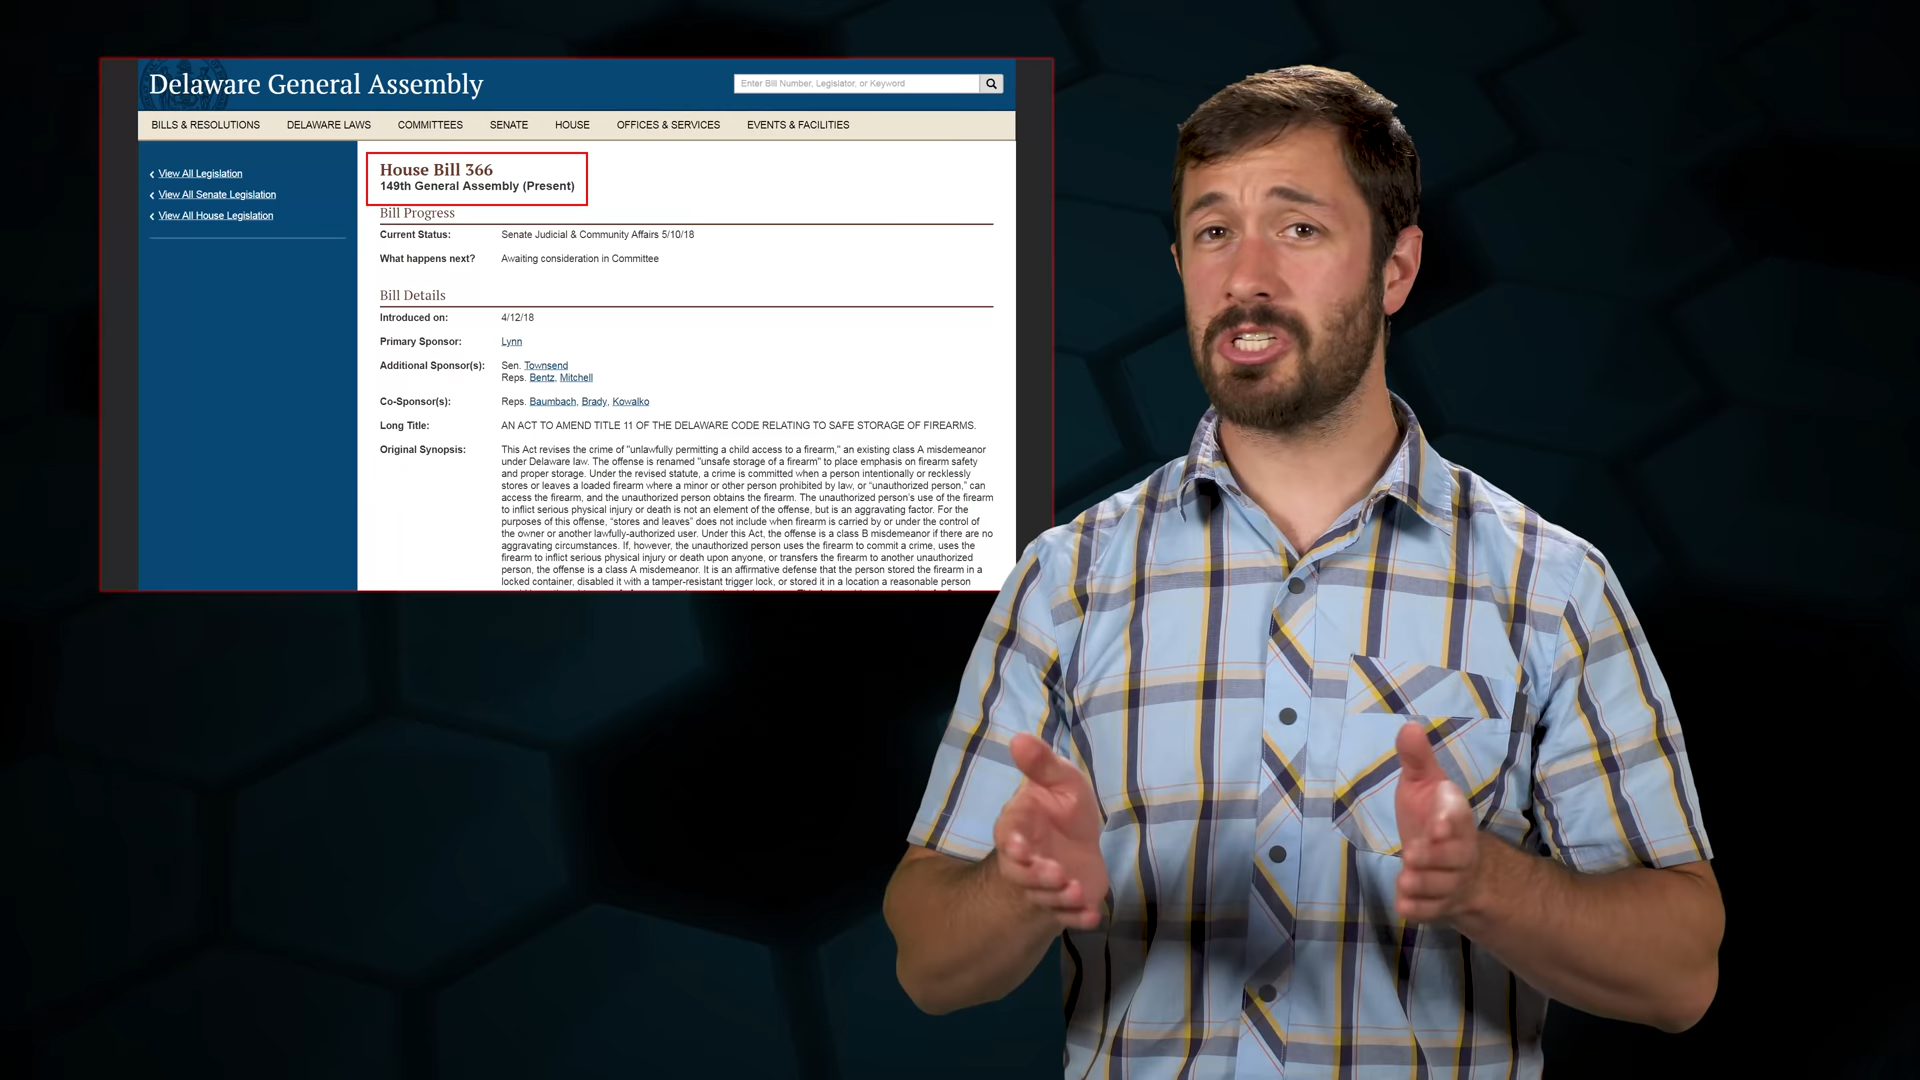 Delaware General Assembly
Enter Bill Number, Legislator, or Keyword
BILLS & RESOLUTIONS DELAWARE LAWS COMMITTEES SENATE HOUSE OFFICES & SERVICES EVENTS & FACILITIES
View All Legislation
View All Senate Legislation
View All House Legislation
House Bill 366
149th General Assembly (Present)
Bill Progress
Current Status: Senate Judicial & Community Affairs 5/10/18
What happens next? Awaiting consideration in Committee
Bill Details
Introduced on: 4/12/18
Primary Sponsor: Lynn
Additional Sponsor(s): Sen. Townsend
Reps. Bentz, Mitchell
Co-Sponsor(s): Reps. Baumbach, Brady, Kowalko
Long Title: AN ACT TO AMEND TITLE 11 OF THE DELAWARE CODE RELATING TO SAFE STORAGE OF FIREARMS.
Original Synopsis: This Act revises the crime of "unlawfully permitting a child access to a firearm," an existing class A misdemeanor
under Delaware law. The offense is renamed "unsafe storage of a firearm" to place emphasis on firearm safety
and proper storage. Under the revised statute, a crime is committed when a person intentionally or recklessly
stores or leaves a loaded firearm where a minor or other person prohibited by law, or “unauthorized person,” can
access the firearm, and the unauthorized person obtains the firearm. The unauthorized person’s use of the firearm
to inflict serious physical injury or death is not an element of the offense, but is an aggravating factor. For the
purposes of this offense, “stores and leaves” does not include when firearm is carried by or under the control of
the owner or another lawfully-authorized user. Under this Act, the offense is a class B misdemeanor if there are no
aggravating circumstances. If, however, the unauthorized person uses the firearm to commit a crime, uses the
firearm to inflict serious physical injury or death upon anyone, or transfers the firearm to another unauthorized
person, the offense is a class A misdemeanor. It is an affirmative defense that the person stored the firearm in a
locked container, disabled it with a tamper-resistant trigger lock, or stored it in a location a reasonable person